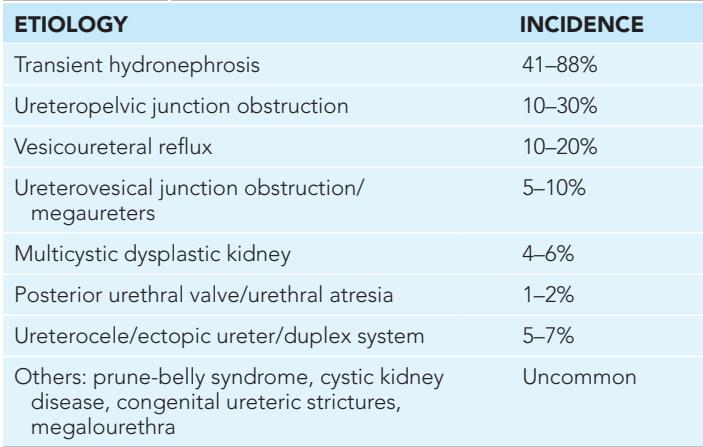 ETIOLOGY INCIDENCE
Transient hydronephrosis 41–88%
Ureteropelvic junction obstruction 10–30%
Vesicoureteral reflux 10–20%
Ureterovesical junction obstruction/ 5–10%
megaureters
Multicystic dysplastic kidney 4–6%
Posterior urethral valve/urethral atresia 1–2%
Ureterocele/ectopic ureter/duplex system 5–7%
Others: prune-belly syndrome, cystic kidney Uncommon
disease, congenital ureteric strictures,
megalourethra